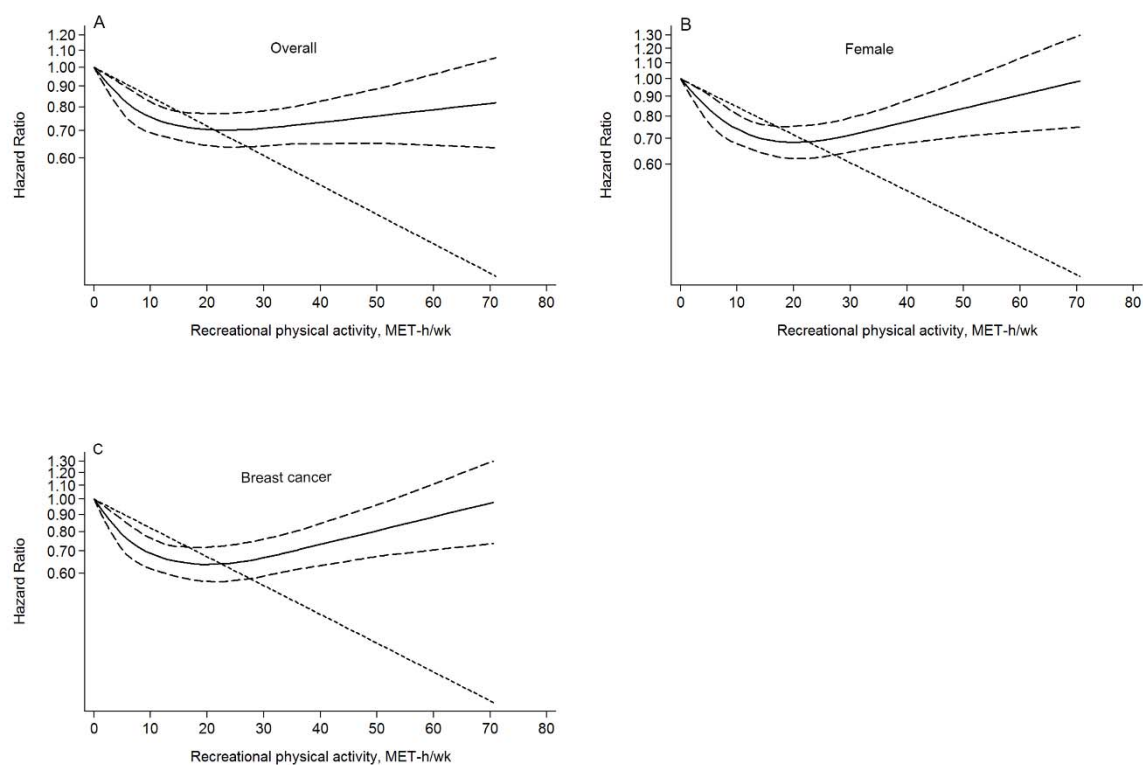 A
Overall
1.20
1.10
1.00
0.90
0.80
0.70
0.60
Hazard Ratio
0 10 20 30 40 50 60 70 80
Recreational physical activity, MET-h/wk
B
Female
1.30
1.20
1.10
1.00
0.90
0.80
0.70
0.60
Hazard Ratio
0 10 20 30 40 50 60 70 80
Recreational physical activity, MET-h/wk
C
Breast cancer
1.30
1.20
1.00
0.90
0.80
0.70
0.60
Hazard Ratio
0 10 20 30 40 50 60 70 80
Recreational physical activity, MET-h/wk